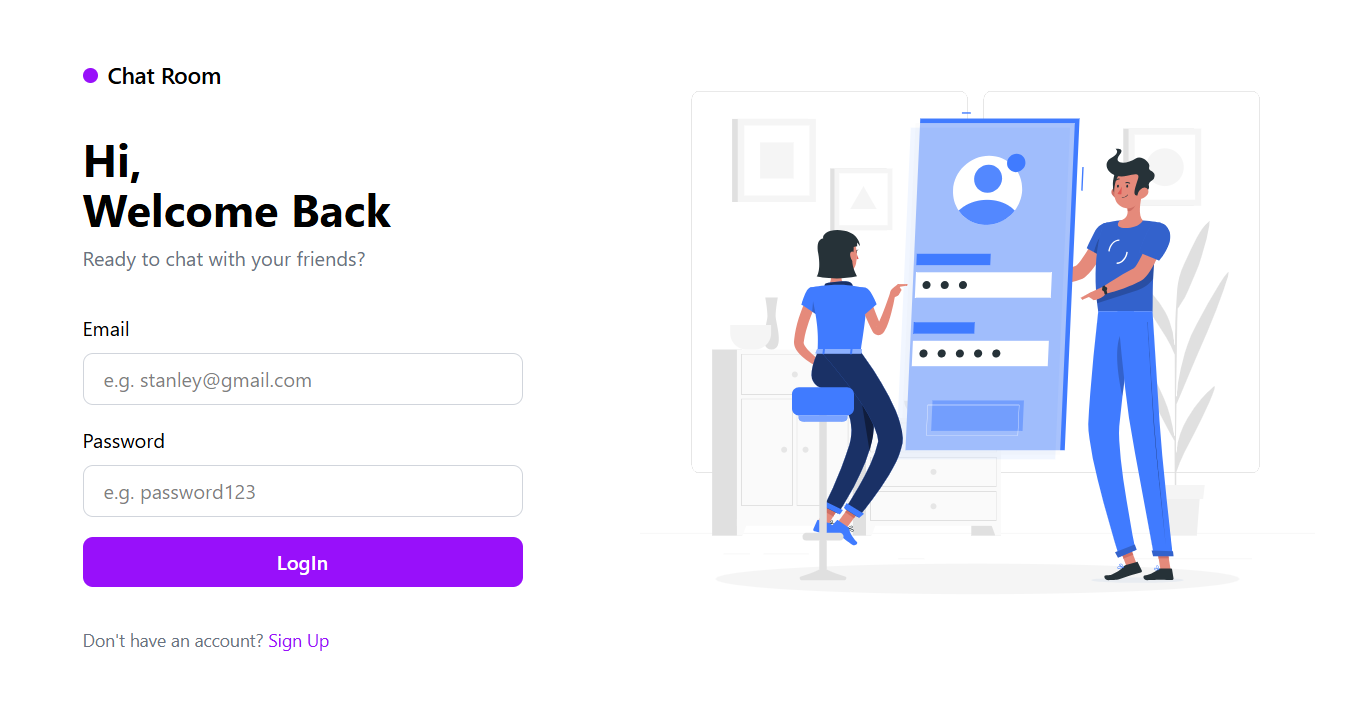 Chat Room
Hi,
Welcome Back
Ready to chat with your friends?
Email
e.g. stanley@gmail.com
Password
e.g. password123
LogIn
Don't have an account? Sign Up